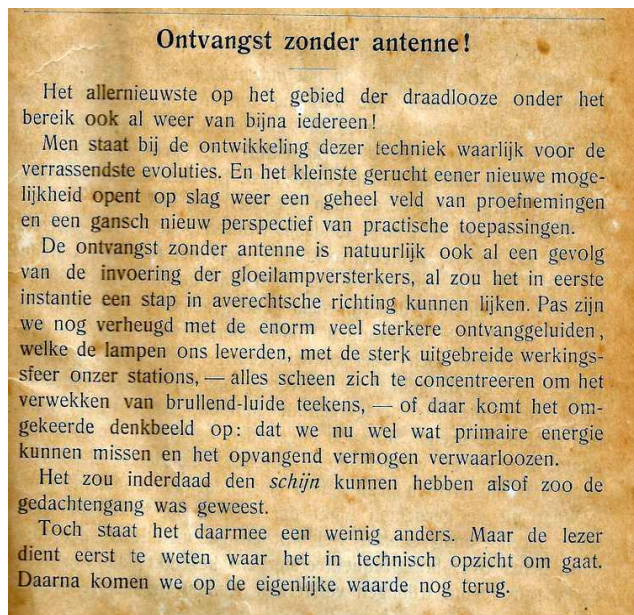 Ontvangst zonder antenne!
Het allernieuwste op het gebied der draadlooze onder het
bereik ook al weer van bijna iedereen!
Men staat bij de ontwikkeling dezer techniek waarlijk voor de
verrassendste evoluties. En het kleinste gerucht eener nieuwe moge-
lijkheid opent op slag weer een geheel veld van proefnemingen
en een gansch nieuw perspectief van practische toepassingen.
De ontvangst zonder antenne is natuurlijk ook al een gevolg
van de invoering der gloeilampversterkers, al zou het in eerste
instantie een stap in averechtsche richting kunnen lijken. Pas zijn
we nog verheugd met de enorm veel sterkere ontvanggeluiden,
welke de lampen ons leverden, met de sterk uitgebreide werkings-
sfeer onzer stations, — alles scheen zich te concentreeren om het
verwekken van brullend-luide teekens, — of daar komt het om-
gekeerde denkbeeld op: dat we nu wel wat primaire energie
kunnen missen en het opvangend vermogen verwaarloozen.
Het zou inderdaad den schijn kunnen hebben alsof zoo de
gedachtengang was geweest.
Toch staat het daarmee een weinig anders. Maar de lezer
dient eerst te weten waar het in technisch opzicht om gaat.
Daarna komen we op de eigenlijke waarde nog terug.